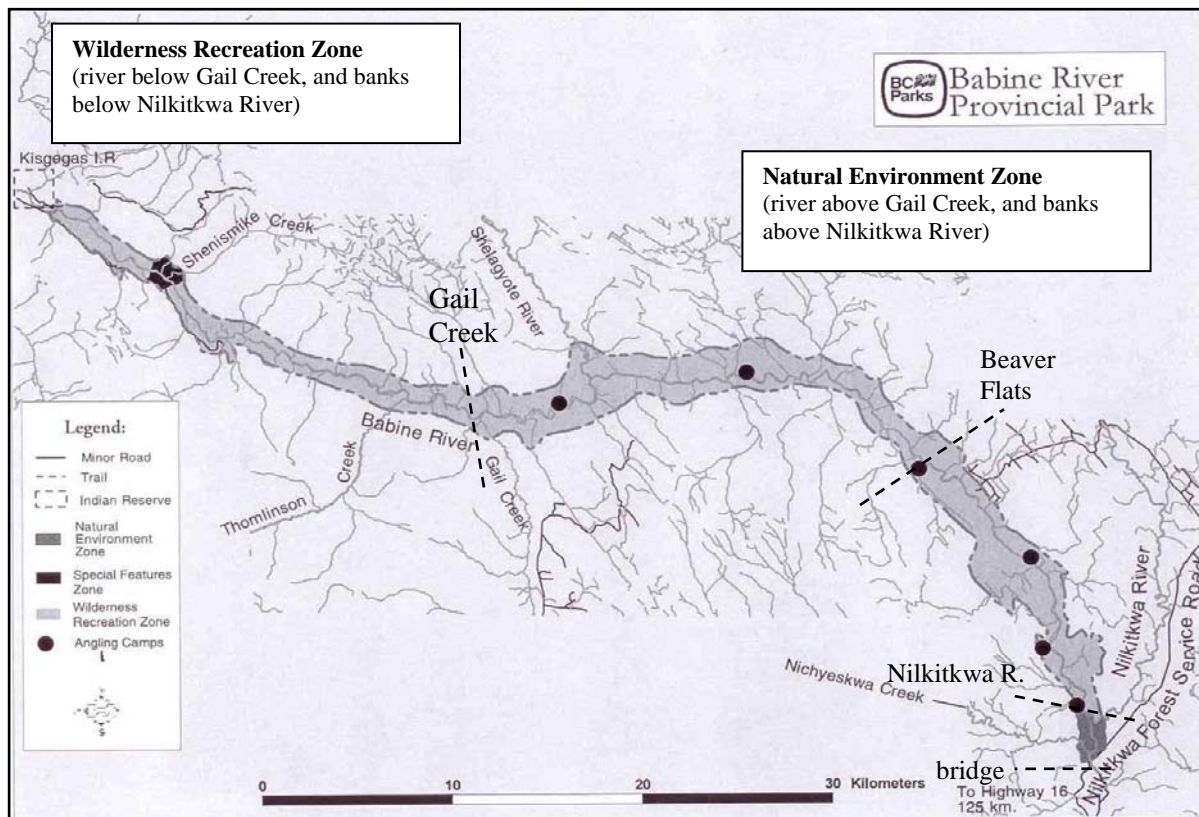 Wilderness Recreation Zone
(river below Gail Creek, and banks
below Nilkitkwa River)
BC
Parks
Babine River
Provincial Park
Kisgegas I.R
Natural Environment Zone
(river above Gail Creek, and banks
above Nilkitkwa River)
Shenismike Creek
Shelagyote River
Gail
Creek
Beaver
Flats
Babine River
Gail Creek
Thomlinson Creek
Legend:
Minor Road
Trail
Indian Reserve
Natural
Environment
Zone
Special Features
Zone
Wilderness
Recreation Zone
Angling Camps
S
Nilkitkwa River
Nilkitkwa Forest Service Road
Nichyeskwa Creek
Nilkitkwa R.
bridge
To Highway 16
125 km.
0 10 20 30 Kilometers